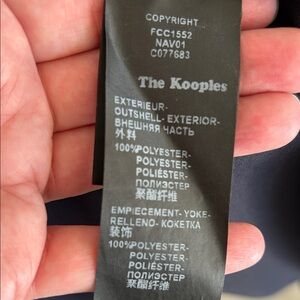 COPYRIGHT
FCC1552
NAV01
C077683
The Kooples
EXTERIEUR-
OUTSHELL- EXTERIOR-
ВНЕШНЯЯ ЧАСТЬ
外料
100%POLYESTER-
POLYESTER-
POLIÉSTER-
ПОЛИЭСТЕР
聚酯纤维
EMPIECEMENT- YOKE-
RELLENO- КОКЕТКА
装饰
100%POLYESTER-
POLYESTER-
POLIÉSTER-
ПОЛИЭСТЕР
聚酯纤维